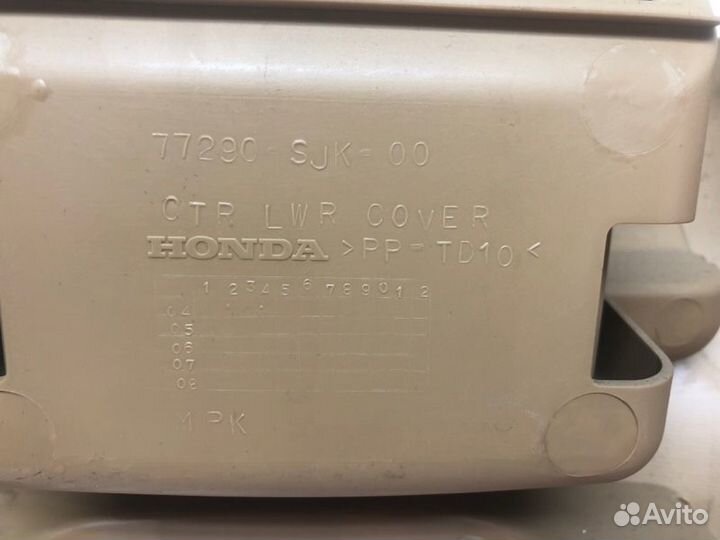 77290-SJK-00
CTR LWR COVER
HONDA >PP-TD10<
1 2 3 4 5 6 7 8 9 0 1 2
04
05
06
07
08
1PK
Avito